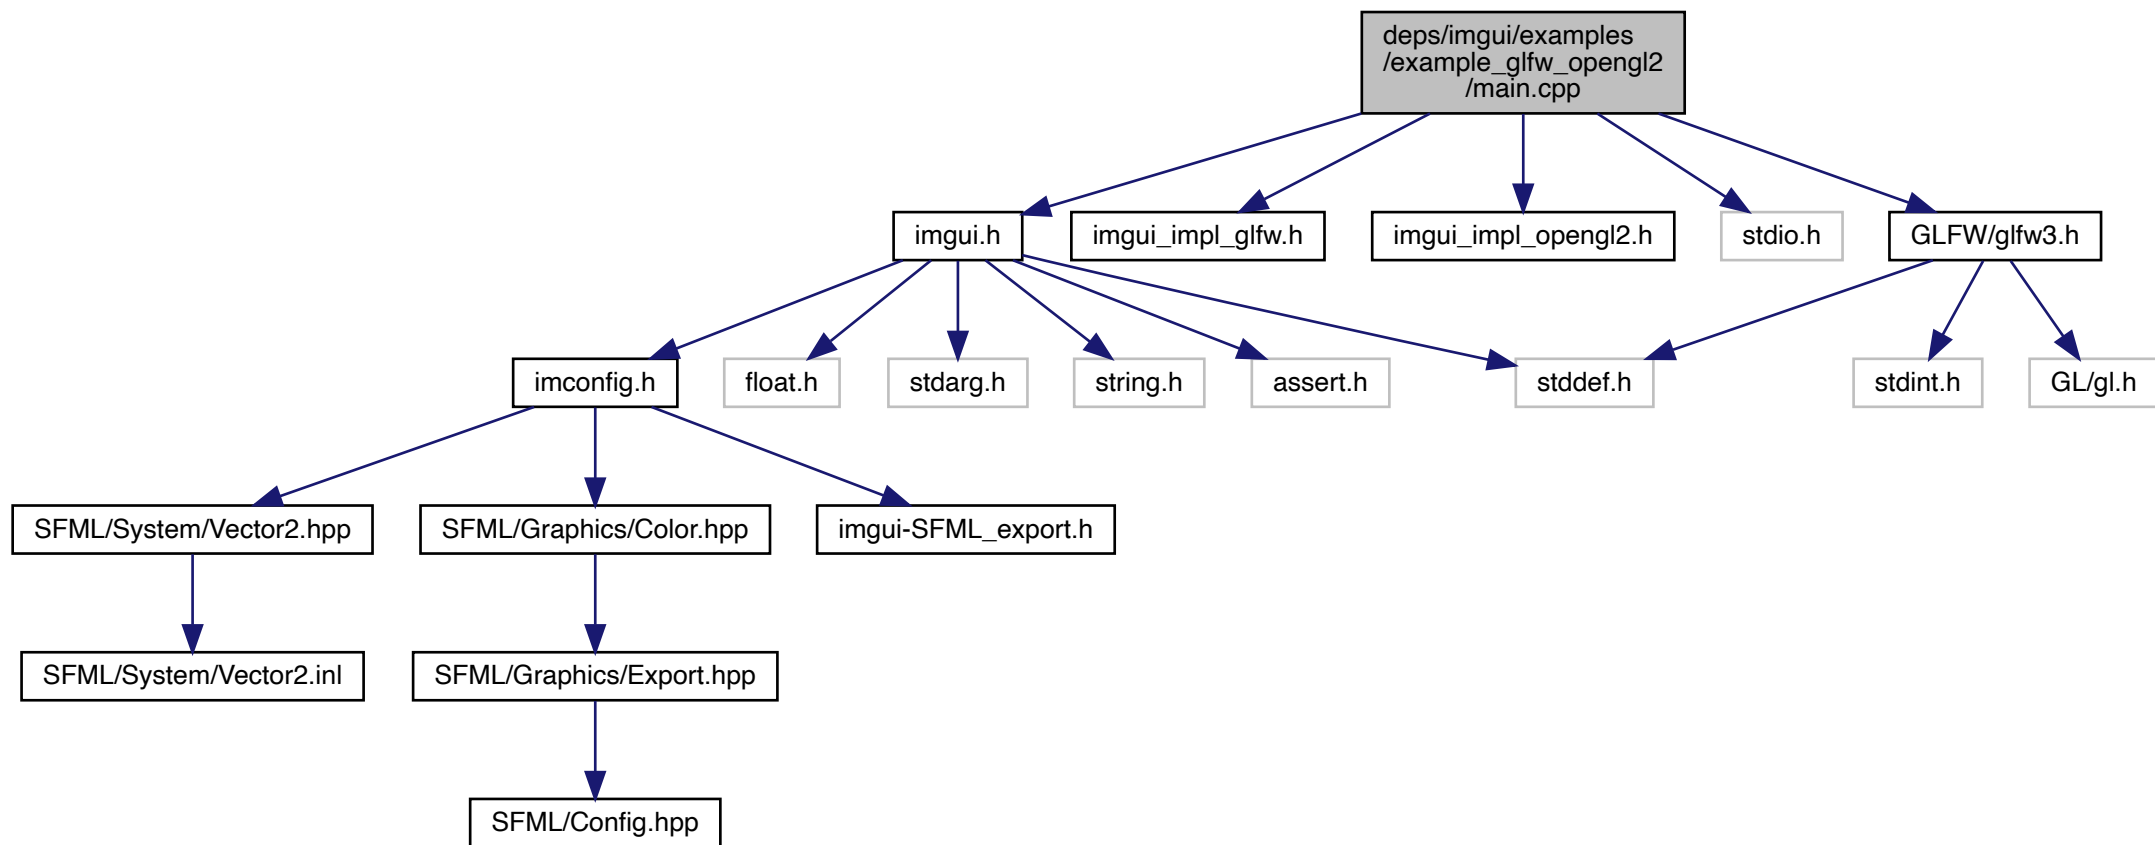 deps/imgui/examples
/example_glfw_opengl2
/main.cpp
imgui.h
imgui_impl_glfw.h
imgui_impl_opengl2.h
stdio.h
GLFW/glfw3.h
imconfig.h
float.h
stdarg.h
string.h
assert.h
stddef.h
stdint.h
GL/gl.h
SFML/System/Vector2.hpp
SFML/Graphics/Color.hpp
imgui-SFML_export.h
SFML/System/Vector2.inl
SFML/Graphics/Export.hpp
SFML/Config.hpp